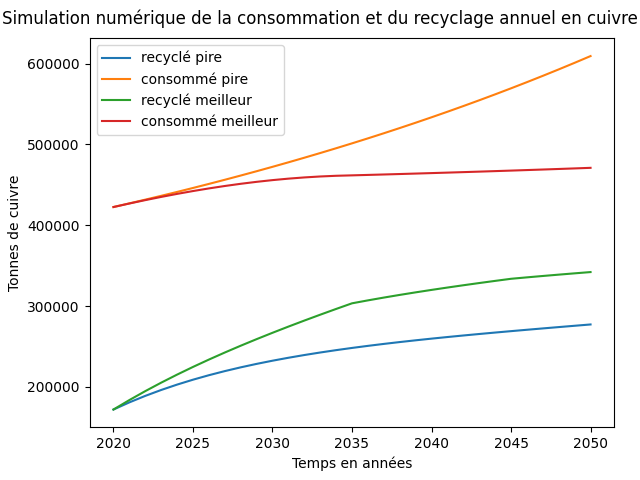 Simulation numérique de la consommation et du recyclage annuel en cuivre
recyclé pire
consommé pire
recyclé meilleur
consommé meilleur
Tonnes de cuivre
600000
500000
400000
300000
200000
2020 2025 2030 2035 2040 2045 2050
Temps en années